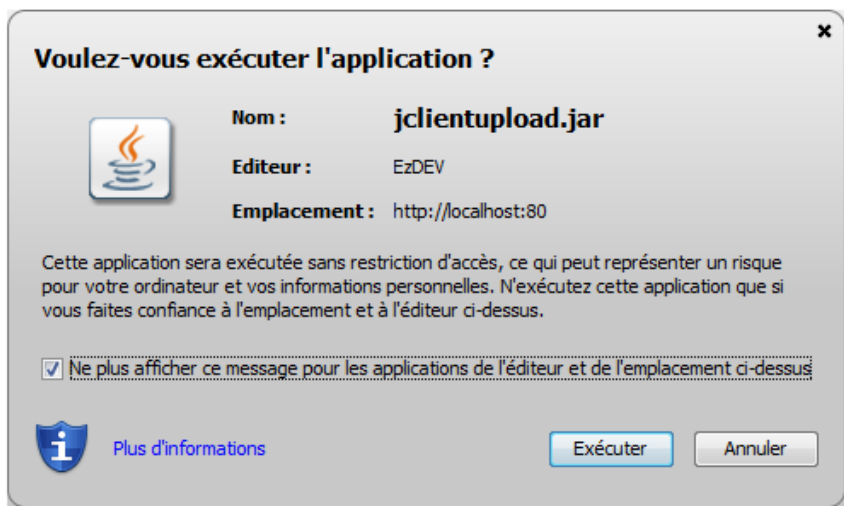 Voulez-vous exécuter l'application ?
Nom : jclientupload.jar
Editeur : EzDEV
Emplacement : http://localhost:80
Cette application sera exécutée sans restriction d'accès, ce qui peut représenter un risque
pour votre ordinateur et vos informations personnelles. N'exécutez cette application que si
vous faites confiance à l'emplacement et à l'éditeur ci-dessus.
Ne plus afficher ce message pour les applications de l'éditeur et de l'emplacement ci-dessus
Plus d'informations
Exécuter
Annuler